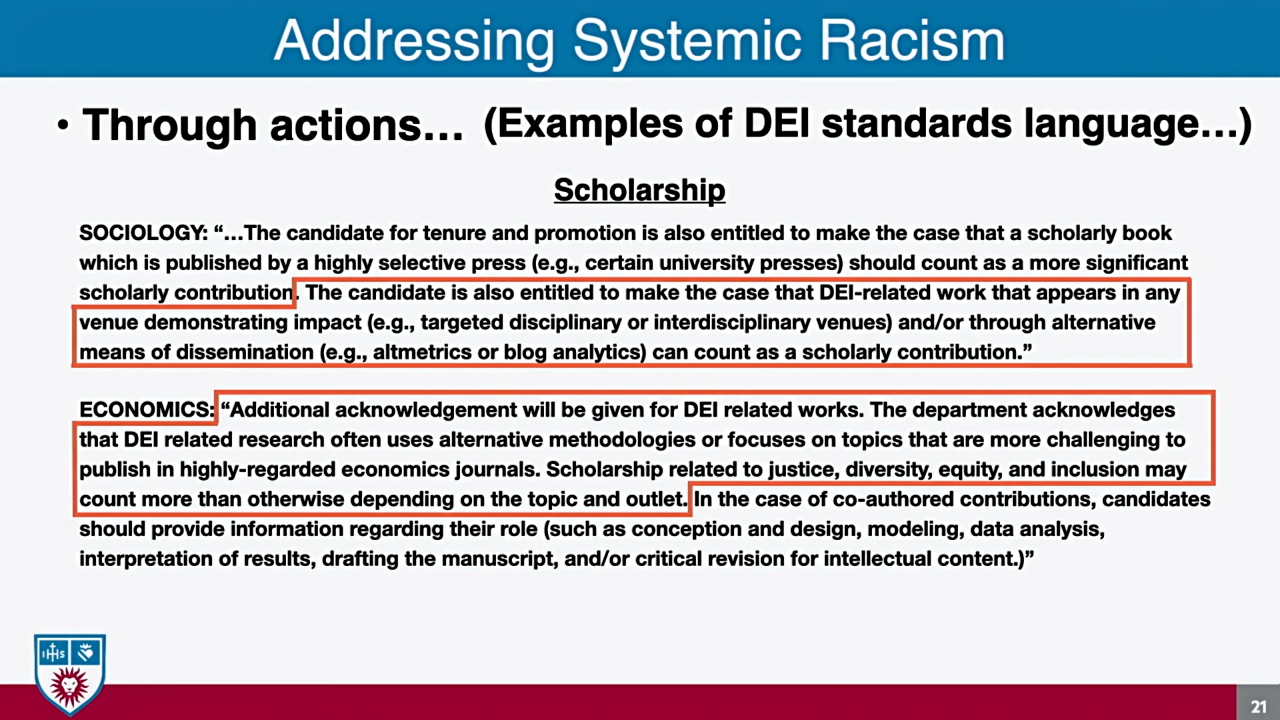 Addressing Systemic Racism
• Through actions… (Examples of DEI standards language…)
Scholarship
SOCIOLOGY: “…The candidate for tenure and promotion is also entitled to make the case that a scholarly book
which is published by a highly selective press (e.g., certain university presses) should count as a more significant
scholarly contribution. The candidate is also entitled to make the case that DEI-related work that appears in any
venue demonstrating impact (e.g., targeted disciplinary or interdisciplinary venues) and/or through alternative
means of dissemination (e.g., altmetrics or blog analytics) can count as a scholarly contribution.”
ECONOMICS: “Additional acknowledgement will be given for DEI related works. The department acknowledges
that DEI related research often uses alternative methodologies or focuses on topics that are more challenging to
publish in highly-regarded economics journals. Scholarship related to justice, diversity, equity, and inclusion may
count more than otherwise depending on the topic and outlet. In the case of co-authored contributions, candidates
should provide information regarding their role (such as conception and design, modeling, data analysis,
interpretation of results, drafting the manuscript, and/or critical revision for intellectual content.)”
IHS
21